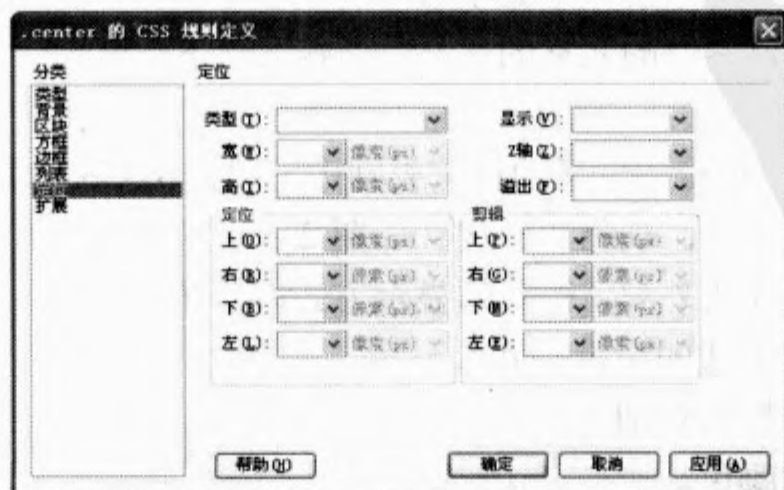 .center 的 CSS 规则定义
分类
类型
背景
区块
方框
边框
列表
定位
扩展
定位
类型(T):
显示(V):
宽(W): 像素(px)
Z轴(Z):
高(I): 像素(px)
溢出(F):
定位
剪辑
上(O): 像素(px)
上(P): 像素(px)
右(R): 像素(px)
右(G): 像素(px)
下(B): 像素(px)
下(M): 像素(px)
左(L): 像素(px)
左(E): 像素(px)
帮助(H)
确定
取消
应用(A)